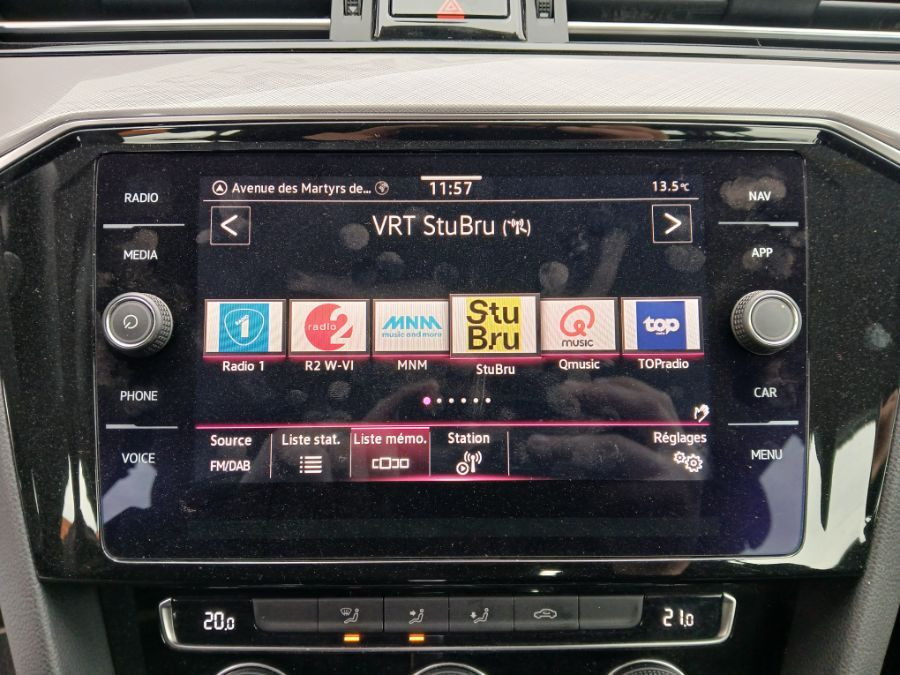 RADIO
MEDIA
PHONE
VOICE
Avenue des Martyrs de...
11:57
13.5°C
< VRT StuBru >
1
radio2
MNM
music and more
Stu
Bru
Q
music
top
radio
Radio 1
R2 W-VI
MNM
StuBru
Qmusic
TOPradio
Source
FM/DAB
Liste stat.
Liste mémo.
Station
Réglages
NAV
APP
CAR
MENU
20.0
21.0